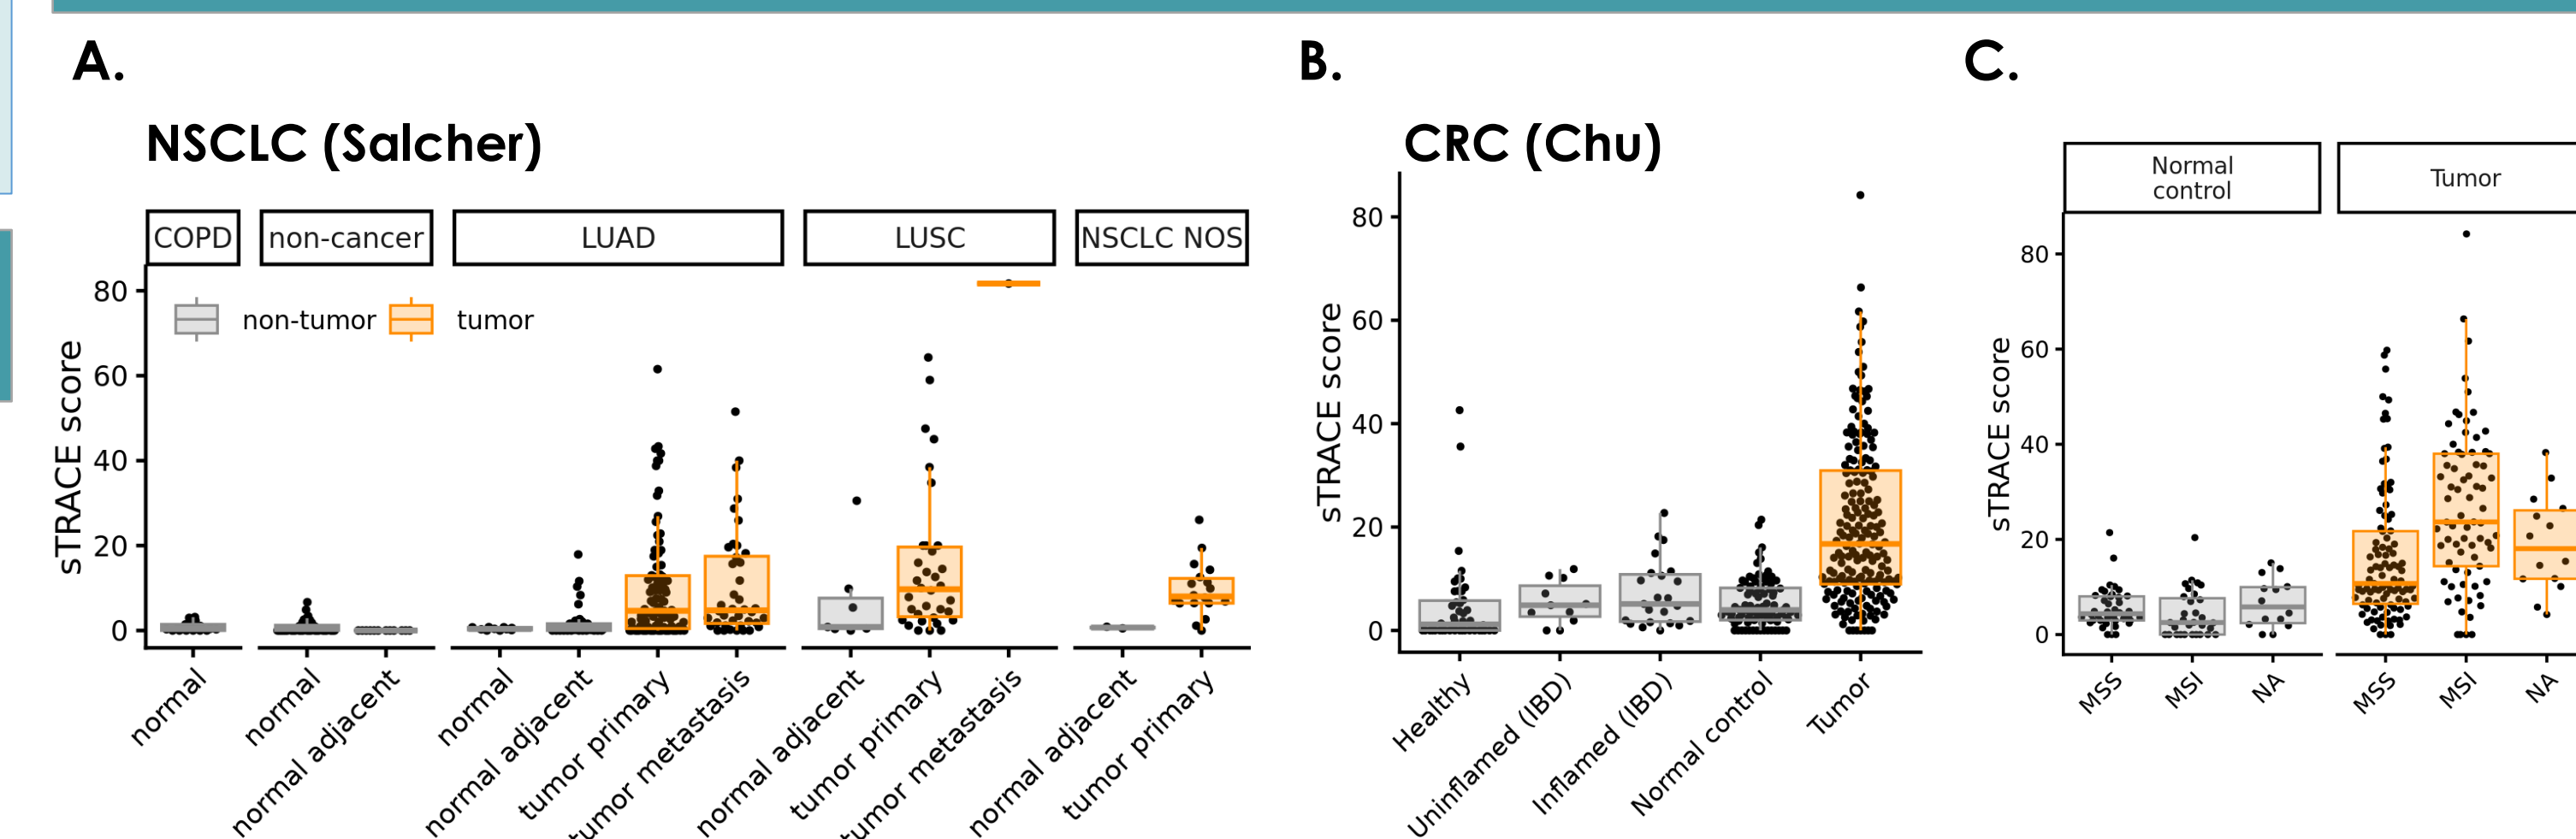 A.
NSCLC (Salcher)
COPD
non-cancer
LUAD
LUSC
NSCLC NOS
non-tumor
tumor
sTRACE score
80
60
40
20
0
normal
normal
normal adjacent
normal
normal adjacent
tumor primary
tumor metastasis
normal adjacent
tumor primary
tumor metastasis
normal adjacent
tumor primary
B.
CRC (Chu)
sTRACE score
80
60
40
20
0
Healthy
Uninflamed (IBD)
Inflamed (IBD)
Normal control
Tumor
C.
Normal
control
Tumor
sTRACE score
80
60
40
20
0
MSS
MSI
NA
MSS
MSI
NA